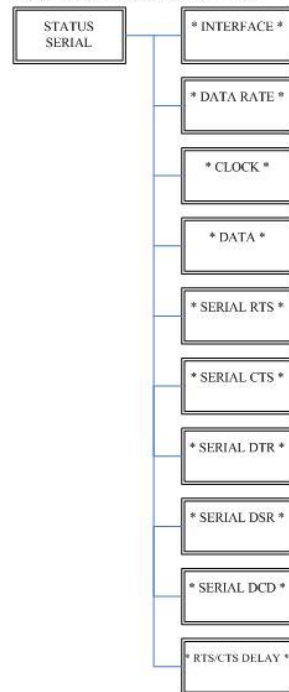 STATUS
SERIAL
* INTERFACE *
* DATA RATE *
* CLOCK *
* DATA *
* SERIAL RTS *
* SERIAL CTS *
* SERIAL DTR *
* SERIAL DSR *
* SERIAL DCD *
* RTS/CTS DELAY *